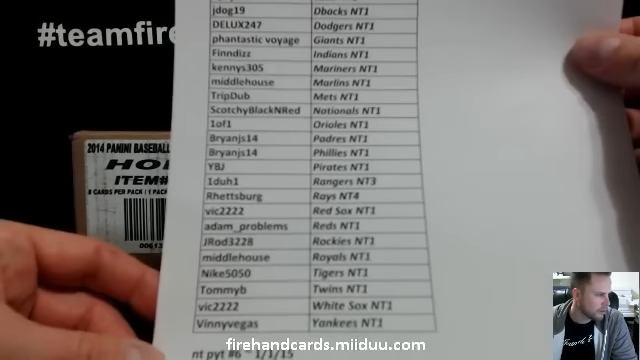 #teamfire
jdog19 Dbacks NT1
DELUX247 Dodgers NT1
phantastic voyage Giants NT1
Finndizz Indians NT1
kennys305 Mariners NT1
middlehouse Marlins NT1
TripDub Mets NT1
ScotchyBlackNRed Nationals NT1
1of1 Orioles NT1
Bryanjs14 Padres NT1
Bryanjs14 Phillies NT1
YBJ Pirates NT1
1duh1 Rangers NT3
Rhettsburg Rays NT4
vic2222 Red Sox NT1
adam_problems Reds NT1
JRod3228 Rockies NT1
middlehouse Royals NT1
Nike5050 Tigers NT1
Tommyb Twins NT1
vic2222 White Sox NT1
Vinnyvegas Yankees NT1
nt pyt #6 - 1/1/15
2014 PANINI BASEBALL
HO
ITEM#
8 CARDS PER PACK / 1 PACK
0061
firehandcards.miiduu.com